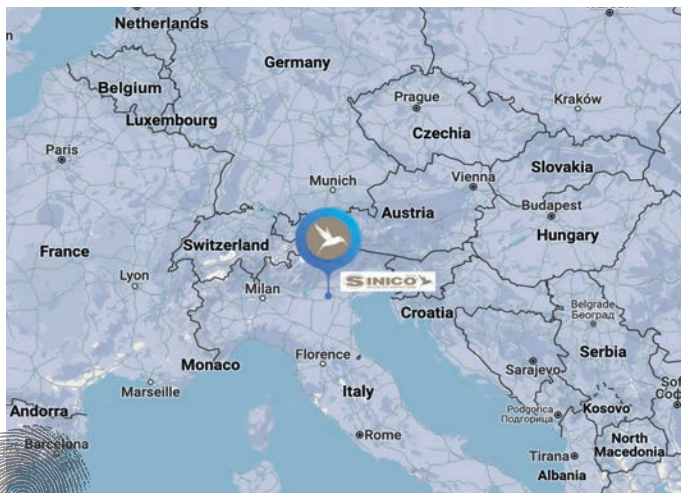 Netherlands
Germany
Belgium
Luxembourg
Prague
Kraków
Czechia
Paris
Slovakia
Munich
Vienna
Budapest
Austria
Hungary
Switzerland
France
SINICO
Lyon
Milan
Croatia
Belgrade
Београд
Serbia
Monaco
Florence
Marseille
Sarajevo
Italy
Andorra
Kosovo
Podgorica
Подгорица
Rome
North
Macedonia
Barcelona
Tirana
Albania